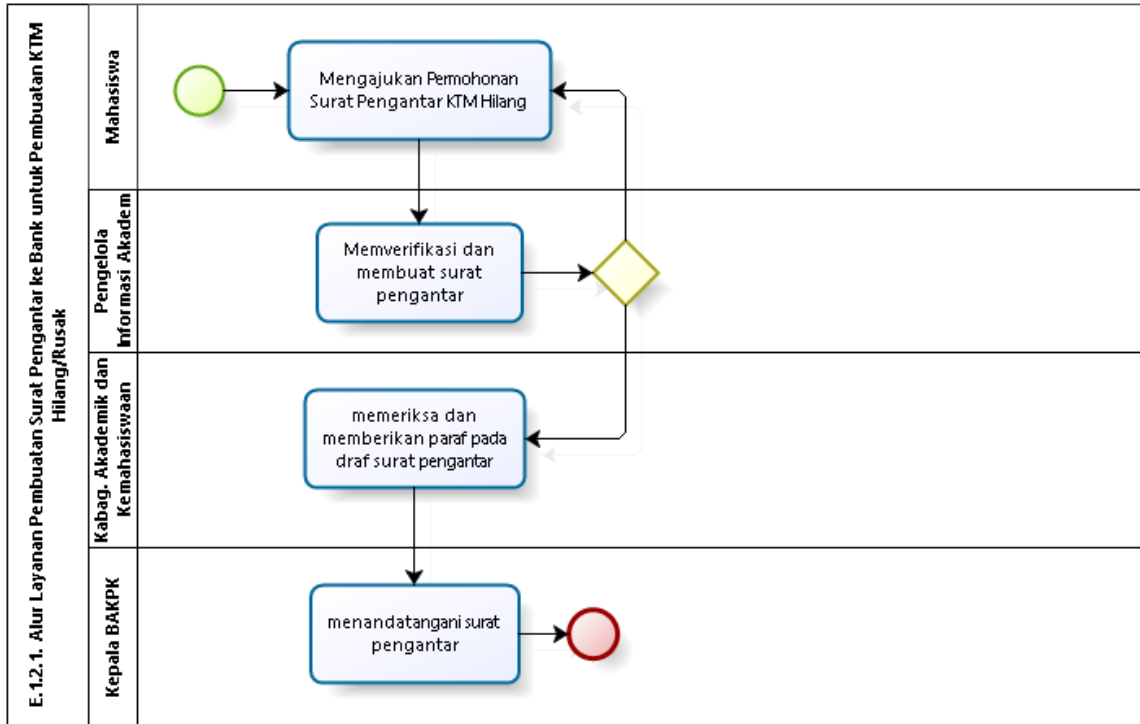 E.1.2.1. Alur Layanan Pembuatan Surat Pengantar ke Bank untuk Pembuatan KTM
Hilang/Rusak
Mahasiswa
Mengajukan Permohonan
Surat Pengantar KTM Hilang
Pengelola
Informasi Akadem
Memverifikasi dan
membuat surat
pengantar
Kabag. Akademik dan
Kemahasiswaan
memeriksa dan
memberikan paraf pada
draf surat pengantar
Kepala BAKPK
menandatangani surat
pengantar